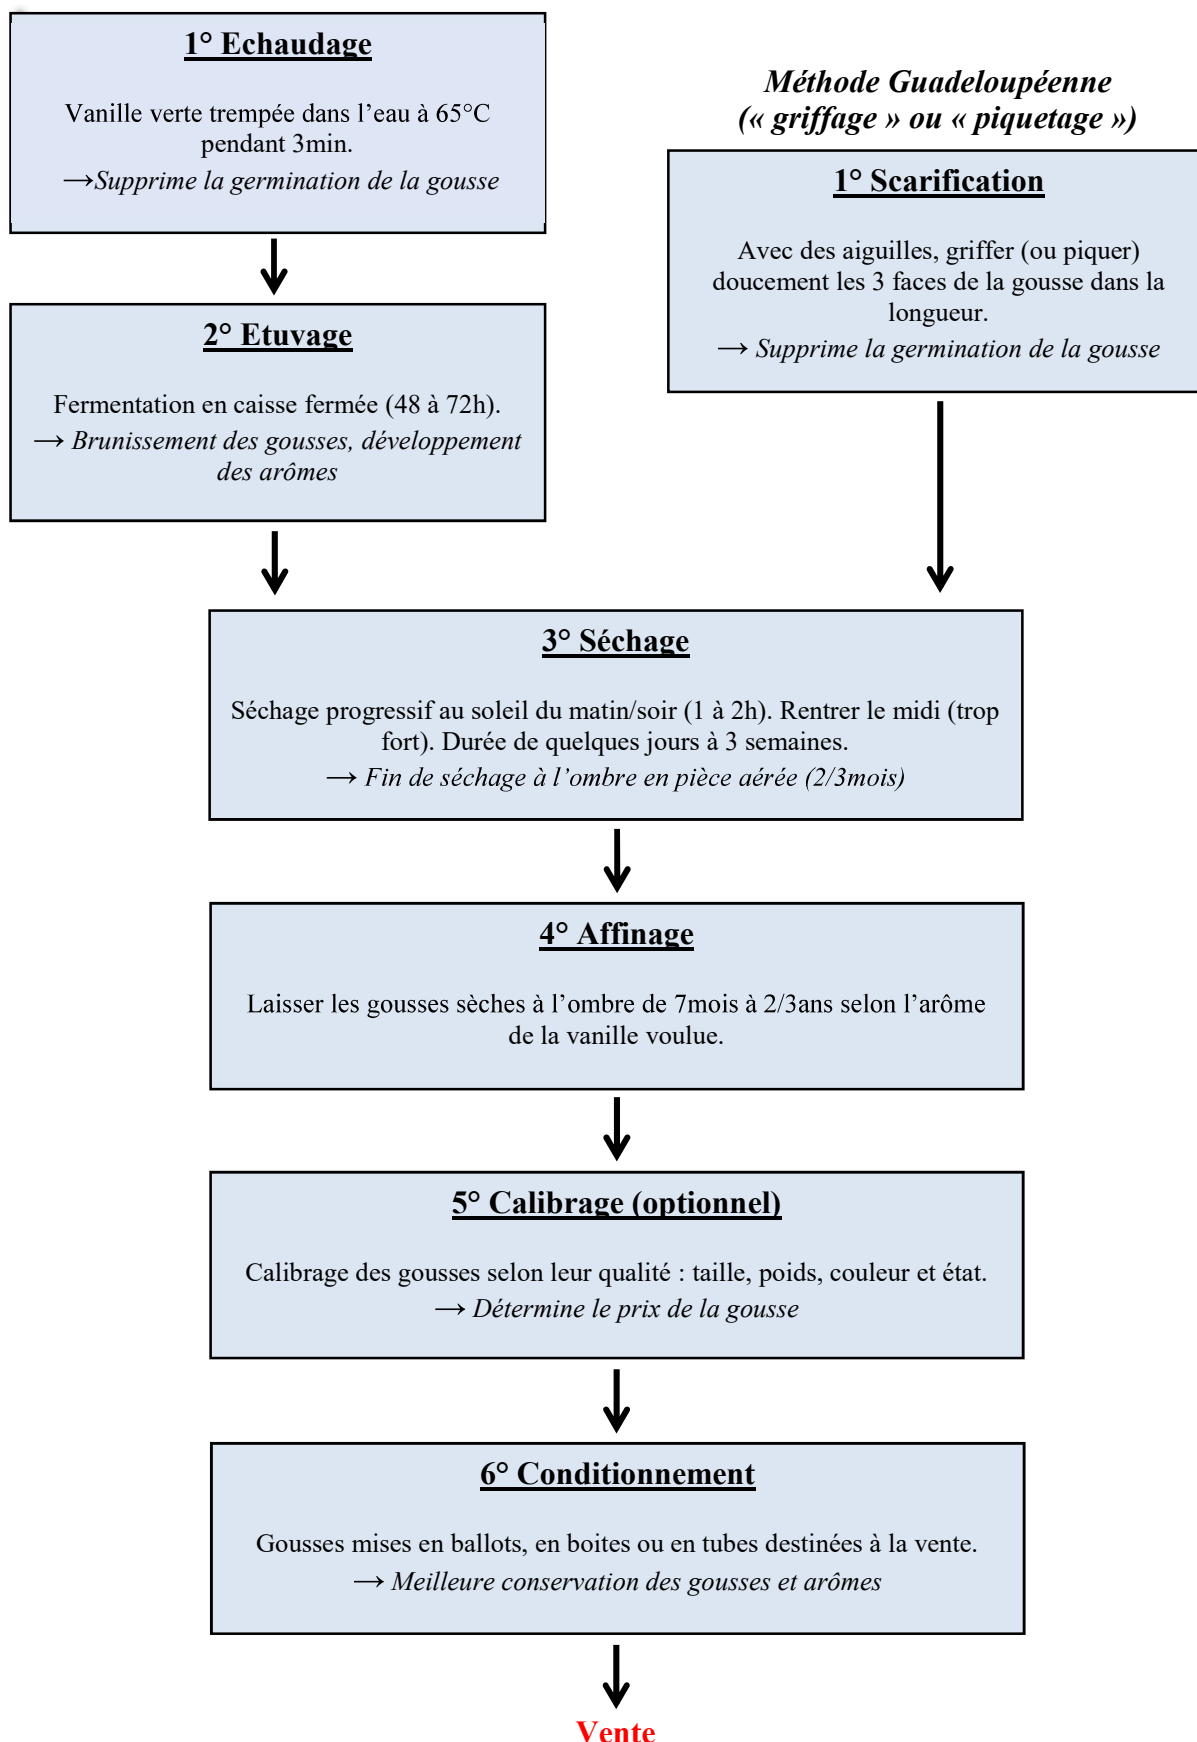 1° Echaudage
Vanille verte trempée dans l’eau à 65°C
pendant 3min.
→Supprime la germination de la gousse
Méthode Guadeloupéenne
(« griffage » ou « piquetage »)
1° Scarification
Avec des aiguilles, griffer (ou piquer)
doucement les 3 faces de la gousse dans la
longueur.
→ Supprime la germination de la gousse
2° Etuvage
Fermentation en caisse fermée (48 à 72h).
→ Brunissement des gousses, développement
des arômes
3° Séchage
Séchage progressif au soleil du matin/soir (1 à 2h). Rentrer le midi (trop
fort). Durée de quelques jours à 3 semaines.
→ Fin de séchage à l’ombre en pièce aérée (2/3mois)
4° Affinage
Laisser les gousses sèches à l’ombre de 7mois à 2/3ans selon l’arôme
de la vanille voulue.
5° Calibrage (optionnel)
Calibrage des gousses selon leur qualité : taille, poids, couleur et état.
→ Détermine le prix de la gousse
6° Conditionnement
Gousses mises en ballots, en boites ou en tubes destinées à la vente.
→ Meilleure conservation des gousses et arômes
Vente